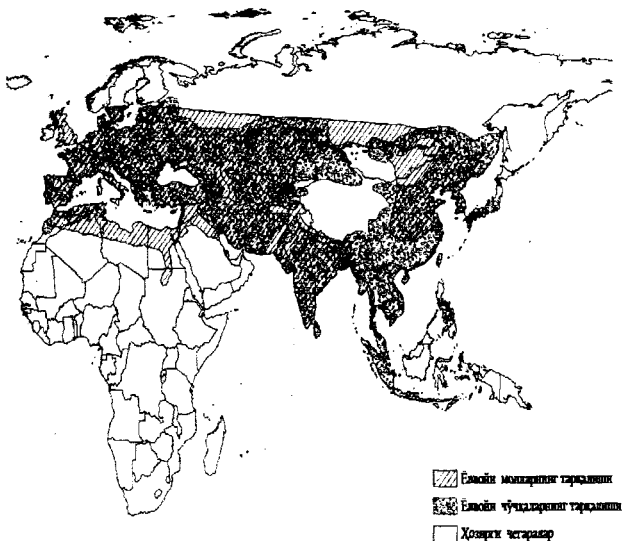 Ёввойи молларнинг тарқалиши
Ёввойи чўчқаларнинг тарқалиши
Ҳозирги чегаралар